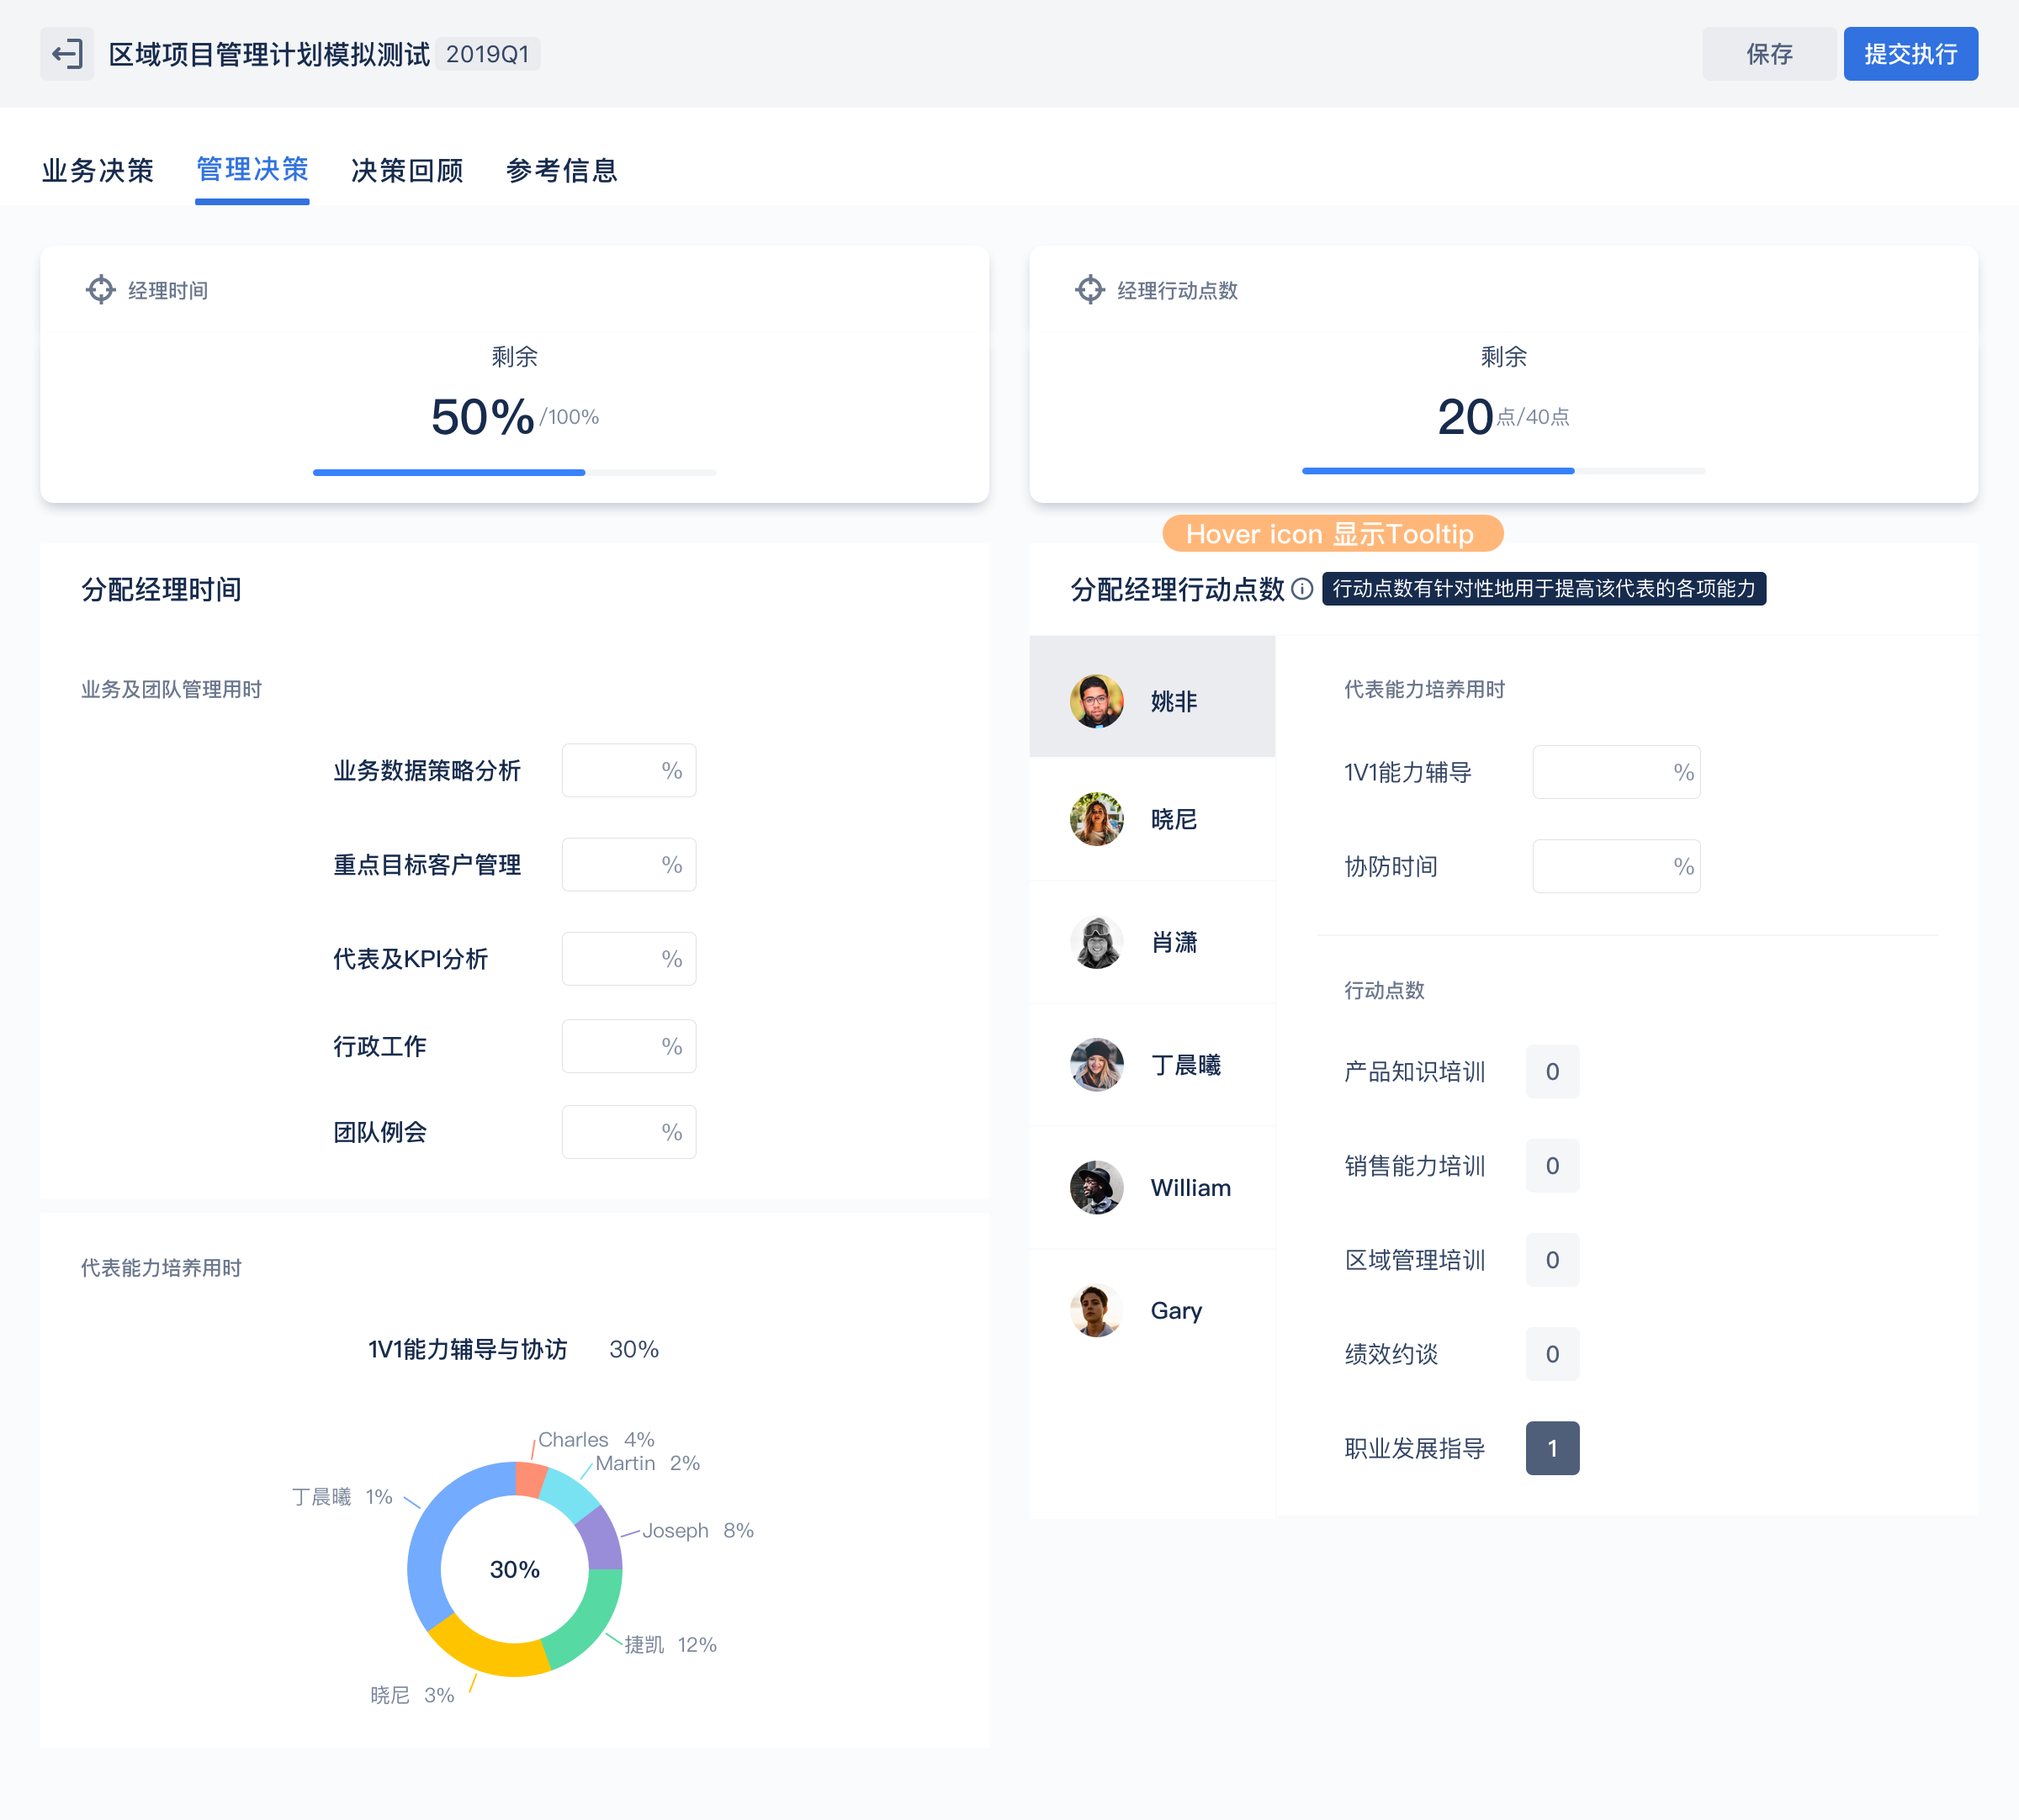 区域项目管理计划模拟测试 2019Q1
保存 提交执行
业务决策 管理决策 决策回顾 参考信息
经理时间
剩余
50%/100%
经理行动点数
剩余
20点/40点
Hover icon 显示Tooltip
分配经理时间
业务及团队管理用时
业务数据策略分析 %
重点目标客户管理 %
代表及KPI分析 %
行政工作 %
团队例会 %
代表能力培养用时
1V1能力辅导与协访 30%
Charles 4%
Martin 2%
丁晨曦 1%
Joseph 8%
30%
捷凯 12%
晓尼 3%
分配经理行动点数 行动点数有针对性地用于提高该代表的各项能力
姚非
晓尼
肖潇
丁晨曦
William
Gary
代表能力培养用时
1V1能力辅导 %
协防时间 %
行动点数
产品知识培训 0
销售能力培训 0
区域管理培训 0
绩效约谈 0
职业发展指导 1